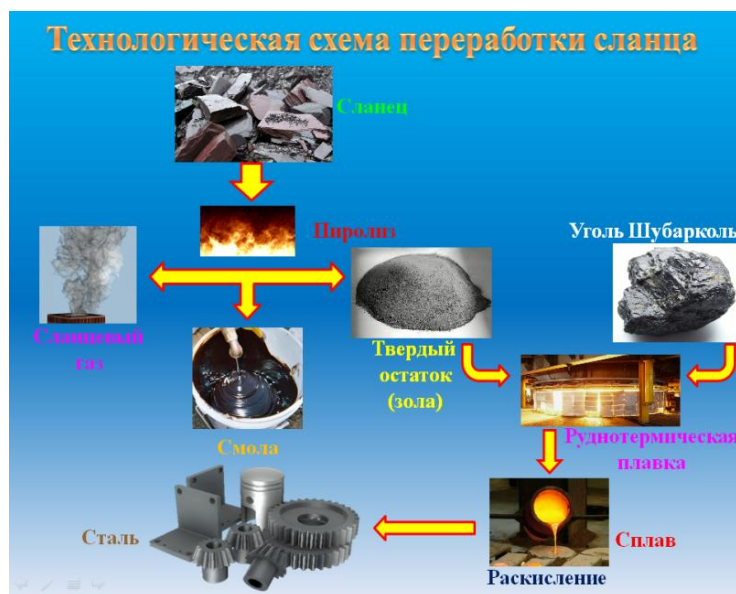 Технологическая схема переработки сланца
Сланец
Пиролиз
Уголь Шубарколь
Сланцевый
газ
Твердый
остаток
(зола)
Смола
Руднотермическая
плавка
Сталь
Сплав
Раскисление